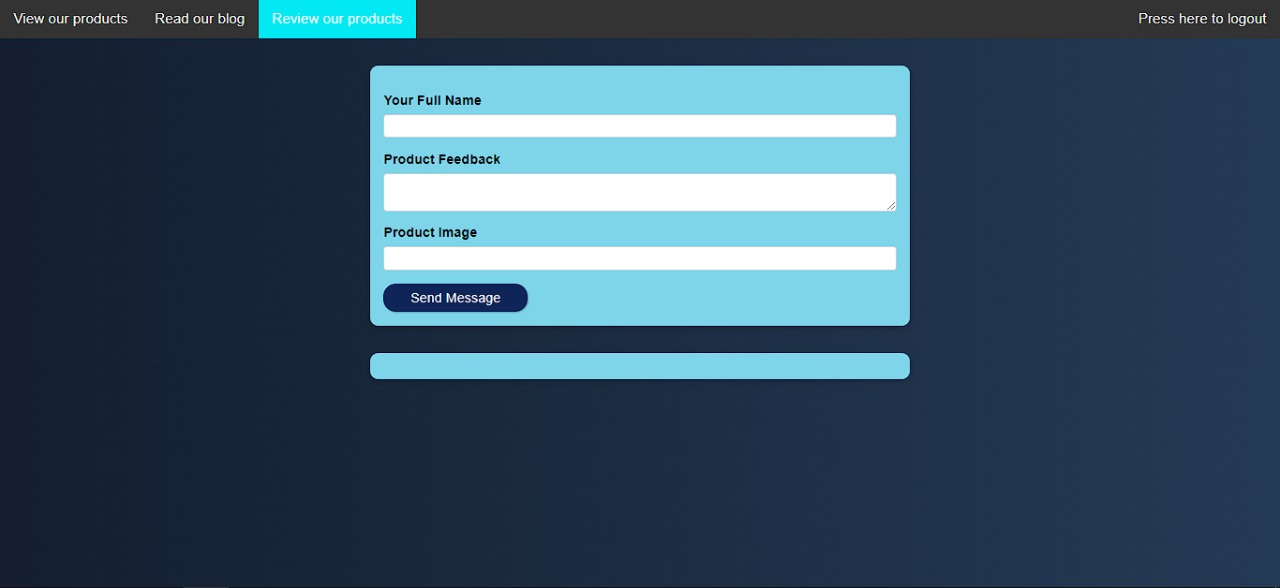 View our products Read our blog Review our products Press here to logout
Your Full Name
Product Feedback
Product Image
Send Message